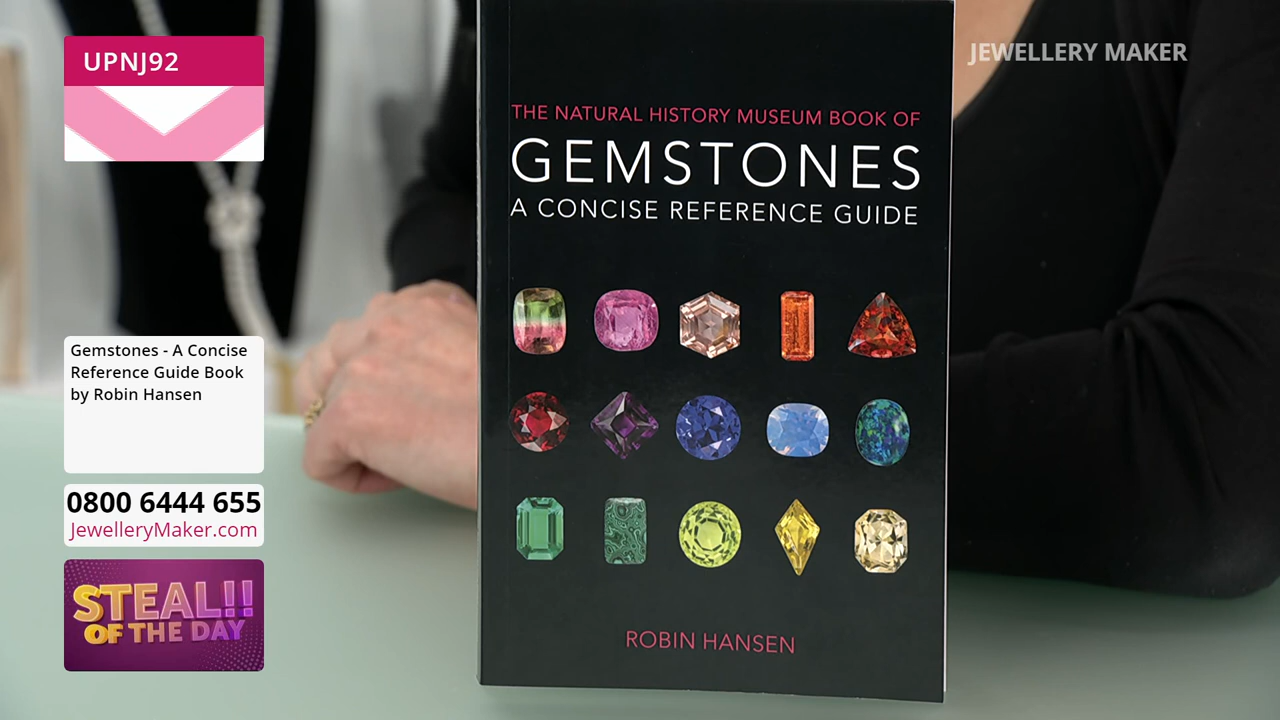 UPNJ92
JEWELLERY MAKER
THE NATURAL HISTORY MUSEUM BOOK OF
GEMSTONES
A CONCISE REFERENCE GUIDE
ROBIN HANSEN
Gemstones - A Concise
Reference Guide Book
by Robin Hansen
0800 6444 655
JewelleryMaker.com
STEAL!!
OF THE DAY